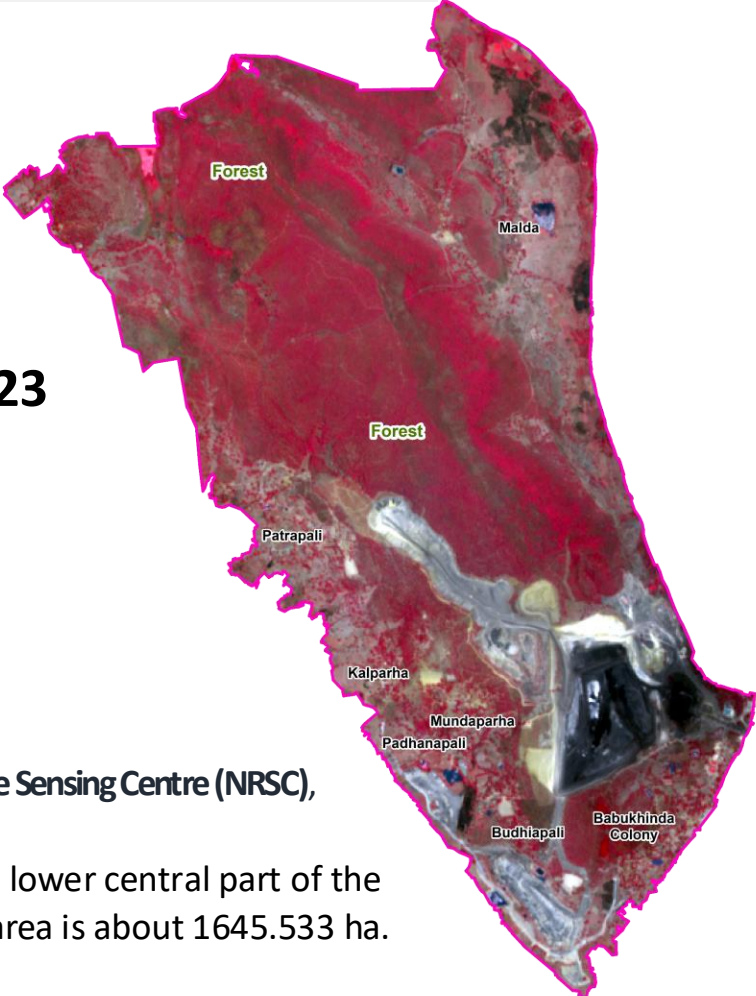 Forest
Malda
23
Forest
Patrapali
Kalparha
Mundaparha
Padhanapali
e Sensing Centre (NRSC),
Budhiapali
Babukhinda
Colony
lower central part of the
area is about 1645.533 ha.